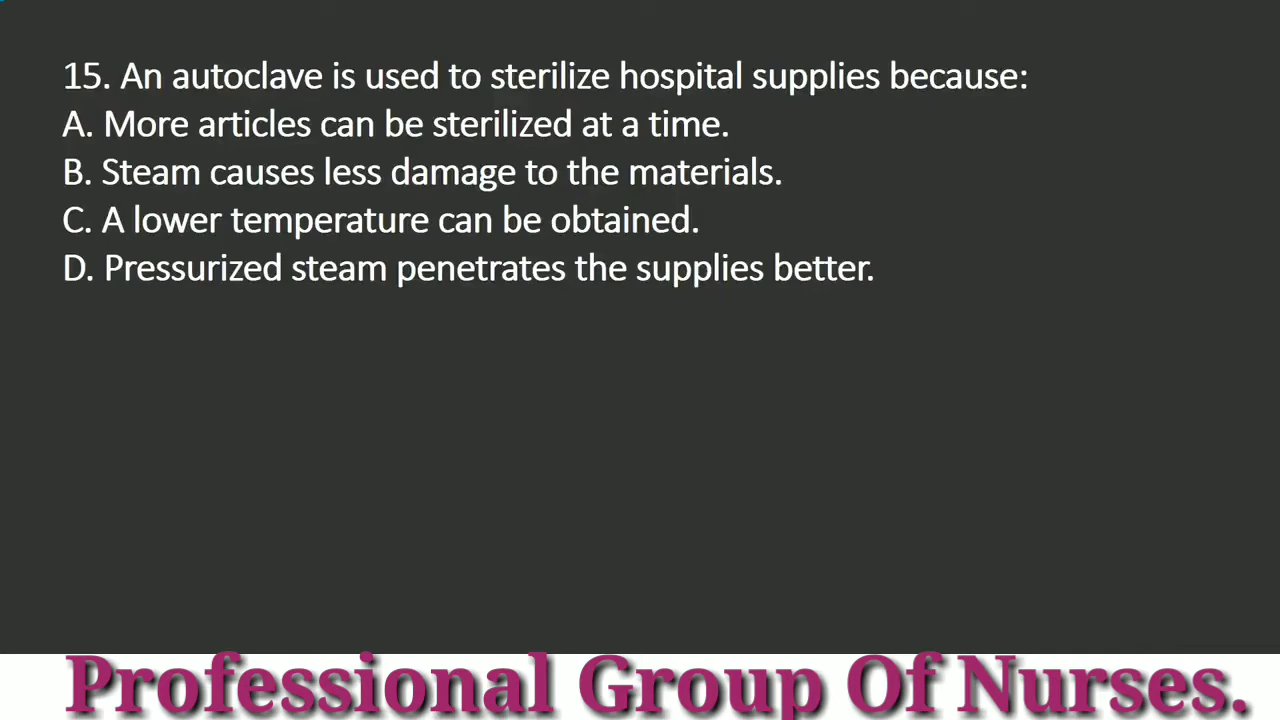 15. An autoclave is used to sterilize hospital supplies because:
A. More articles can be sterilized at a time.
B. Steam causes less damage to the materials.
C. A lower temperature can be obtained.
D. Pressurized steam penetrates the supplies better.
Professional Group Of Nurses.